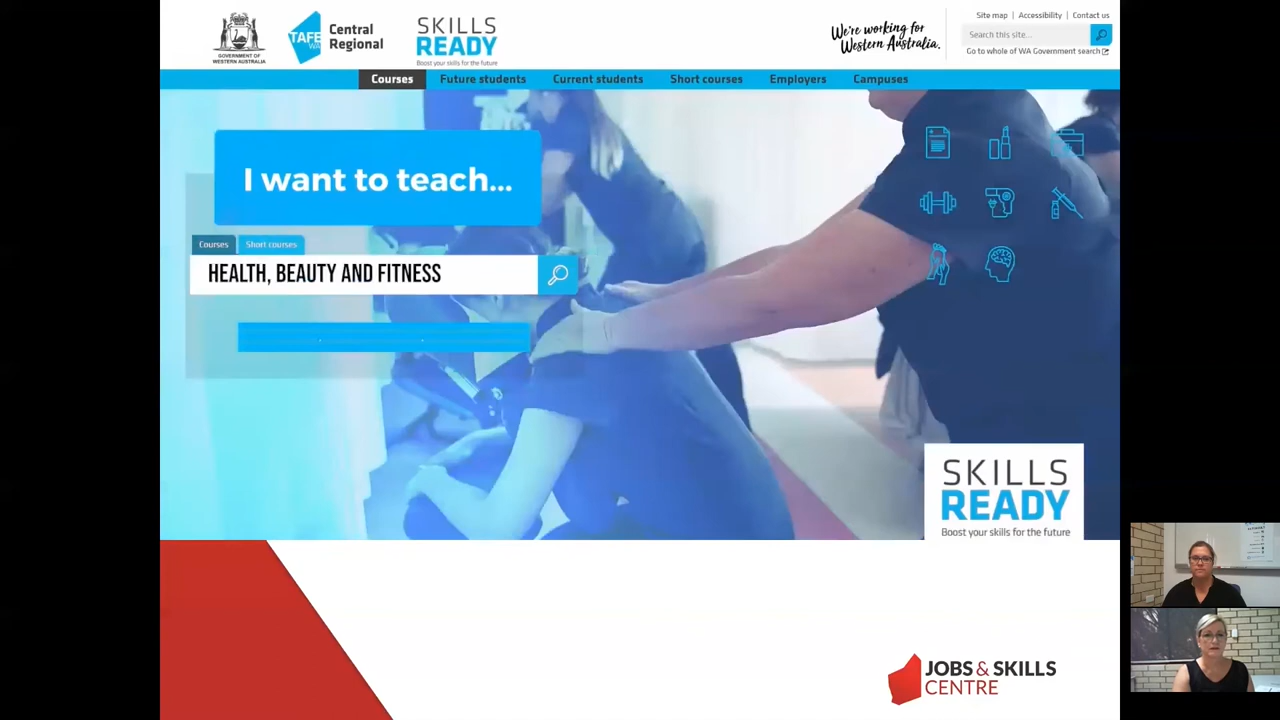 GOVERNMENT OF
WESTERN AUSTRALIA
TAFE
WA
Central
Regional
SKILLS
READY
Boost your skills for the future
We're working for
Western Australia.
Site map | Accessibility | Contact us
Search this site...
Go to whole of WA Government search
Courses
Future students
Current students
Short courses
Employers
Campuses
I want to teach...
Courses
Short courses
HEALTH, BEAUTY AND FITNESS
SKILLS
READY
Boost your skills for the future
JOBS & SKILLS
CENTRE